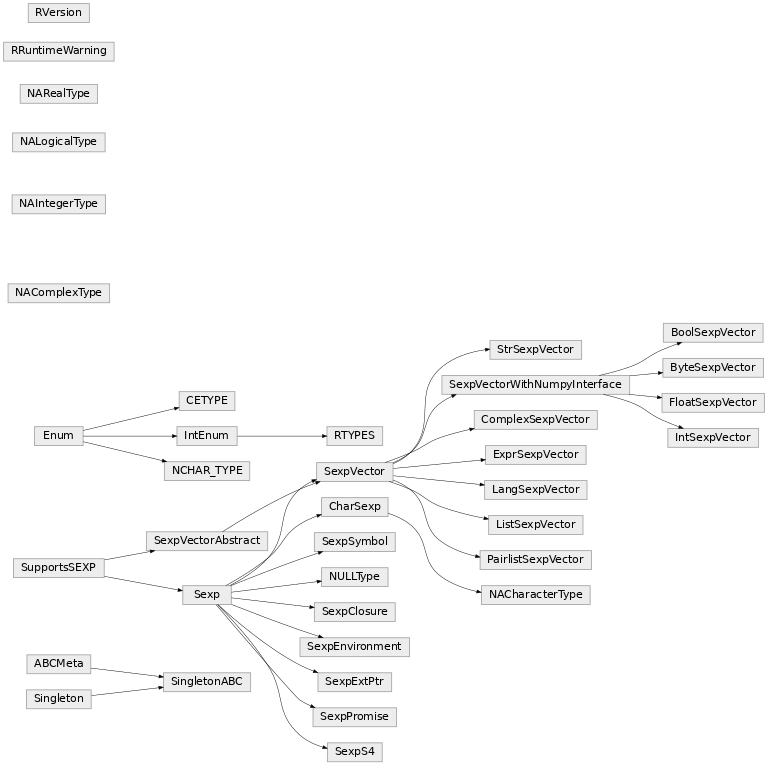 RVersion
RRuntimeWarning
NARealType
NALogicalType
NAIntegerType
NAComplexType
BoolSexpVector
StrSexpVector
ByteSexpVector
SexpVectorWithNumpyInterface
CETYPE
FloatSexpVector
ComplexSexpVector
Enum
IntEnum
RTYPES
IntSexpVector
ExprSexpVector
NCHAR_TYPE
SexpVector
LangSexpVector
CharSexp
ListSexpVector
SexpVectorAbstract
SexpSymbol
PairlistSexpVector
SupportsSEXP
NULLType
Sexp
NACharacterType
SexpClosure
SexpEnvironment
ABCMeta
SingletonABC
SexpExtPtr
Singleton
SexpPromise
SexpS4